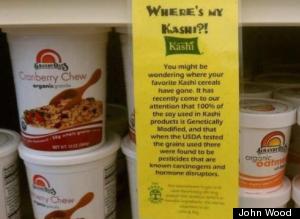 WHERE'S MY
KASHI?!
Kashi
You might be
wondering where your
favorite Kashi cereals
have gone. It has
recently come to our
attention that 100% of
the soy used in Kashi
products is Genetically
Modified, and that
when the USDA tested
the grains used there
were found to be
pesticides that are
known carcinogens and
hormone disruptors.
Cranberry Chew
organic granola
organic
oatmeal
John Wood